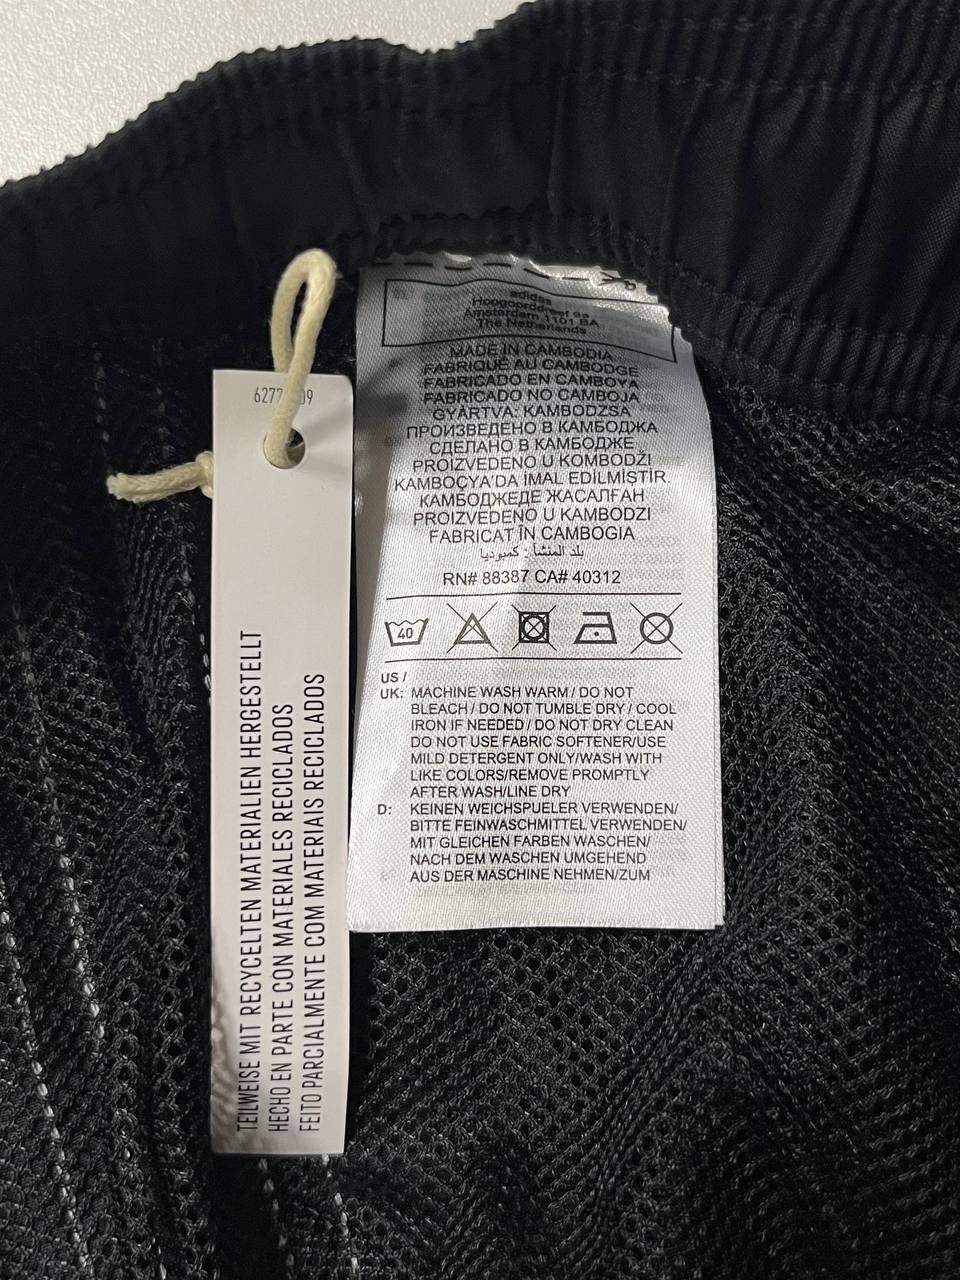 adidas
Hoogoorddreef 9a
Amsterdam 1101 BA
The Netherlands
MADE IN CAMBODIA
FABRIQUÉ AU CAMBODGE
FABRICADO EN CAMBOYA
FABRICADO NO CAMBOJA
GYÁRTVA: KAMBODZSA
ПРОИЗВЕДЕНО В КАМБОДЖА
СДЕЛАНО В КАМБОДЖЕ
PROIZVEDENO U KOMBODŽI
KAMBOÇYA'DA İMAL EDİLMİŞTİR.
КАМБОДЖЕДЕ ЖАСАЛҒАН
PROIZVEDENO U KAMBODZI
FABRICAT ÎN CAMBOGIA
بلد المنشأ : كمبوديا
RN# 88387 CA# 40312
40
US /
UK: MACHINE WASH WARM / DO NOT
BLEACH / DO NOT TUMBLE DRY / COOL
IRON IF NEEDED / DO NOT DRY CLEAN
DO NOT USE FABRIC SOFTENER/USE
MILD DETERGENT ONLY/WASH WITH
LIKE COLORS/REMOVE PROMPTLY
AFTER WASH/LINE DRY
D: KEINEN WEICHSPUELER VERWENDEN/
BITTE FEINWASCHMITTEL VERWENDEN/
MIT GLEICHEN FARBEN WASCHEN/
NACH DEM WASCHEN UMGEHEND
AUS DER MASCHINE NEHMEN/ZUM
TEILWEISE MIT RECYCELTEN MATERIALIEN HERGESTELLT
HECHO EN PARTE CON MATERIALES RECICLADOS
FEITO PARCIALMENTE COM MATERIAIS RECICLADOS